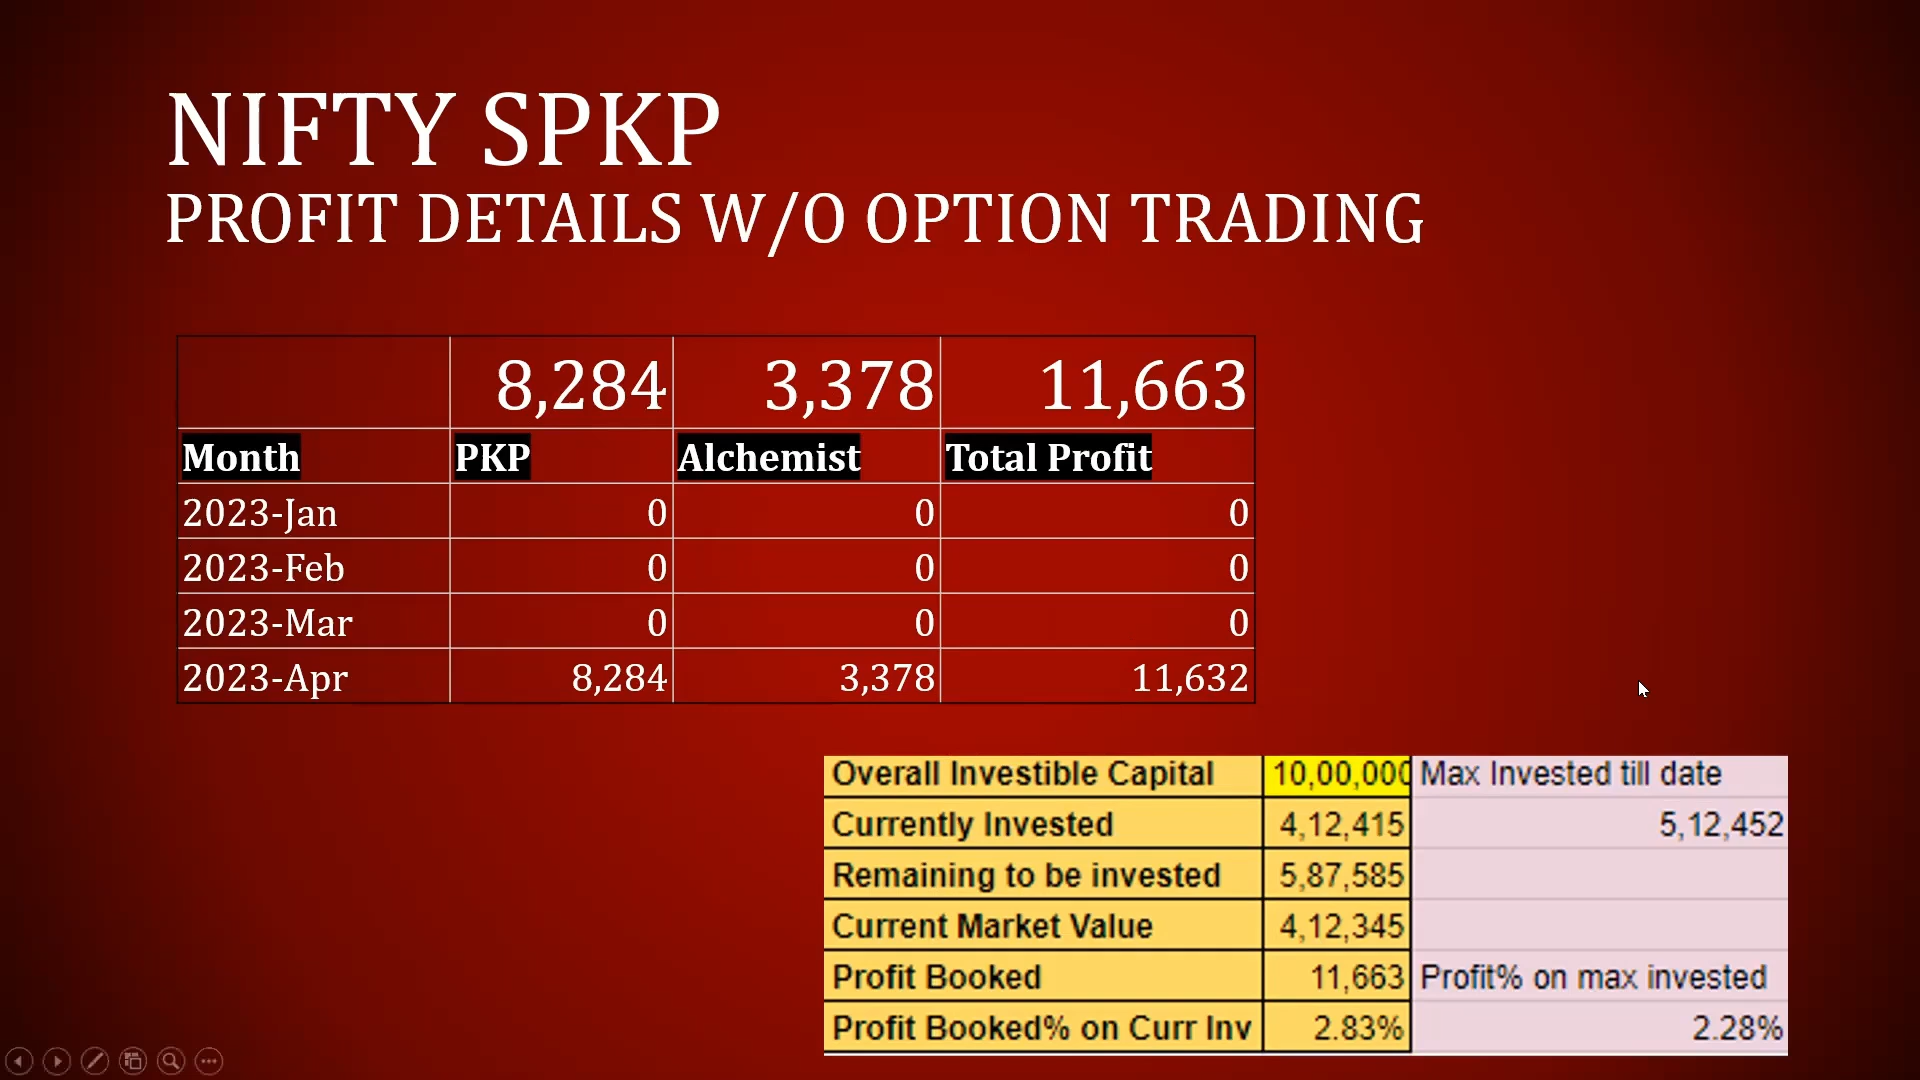 NIFTY SPKP
PROFIT DETAILS W/O OPTION TRADING
8,284 3,378 11,663
Month PKP Alchemist Total Profit
2023-Jan 0 0 0
2023-Feb 0 0 0
2023-Mar 0 0 0
2023-Apr 8,284 3,378 11,632
Overall Investible Capital 10,00,000 Max Invested till date
Currently Invested 4,12,415 5,12,452
Remaining to be invested 5,87,585
Current Market Value 4,12,345
Profit Booked 11,663 Profit% on max invested
Profit Booked% on Curr Inv 2.83% 2.28%